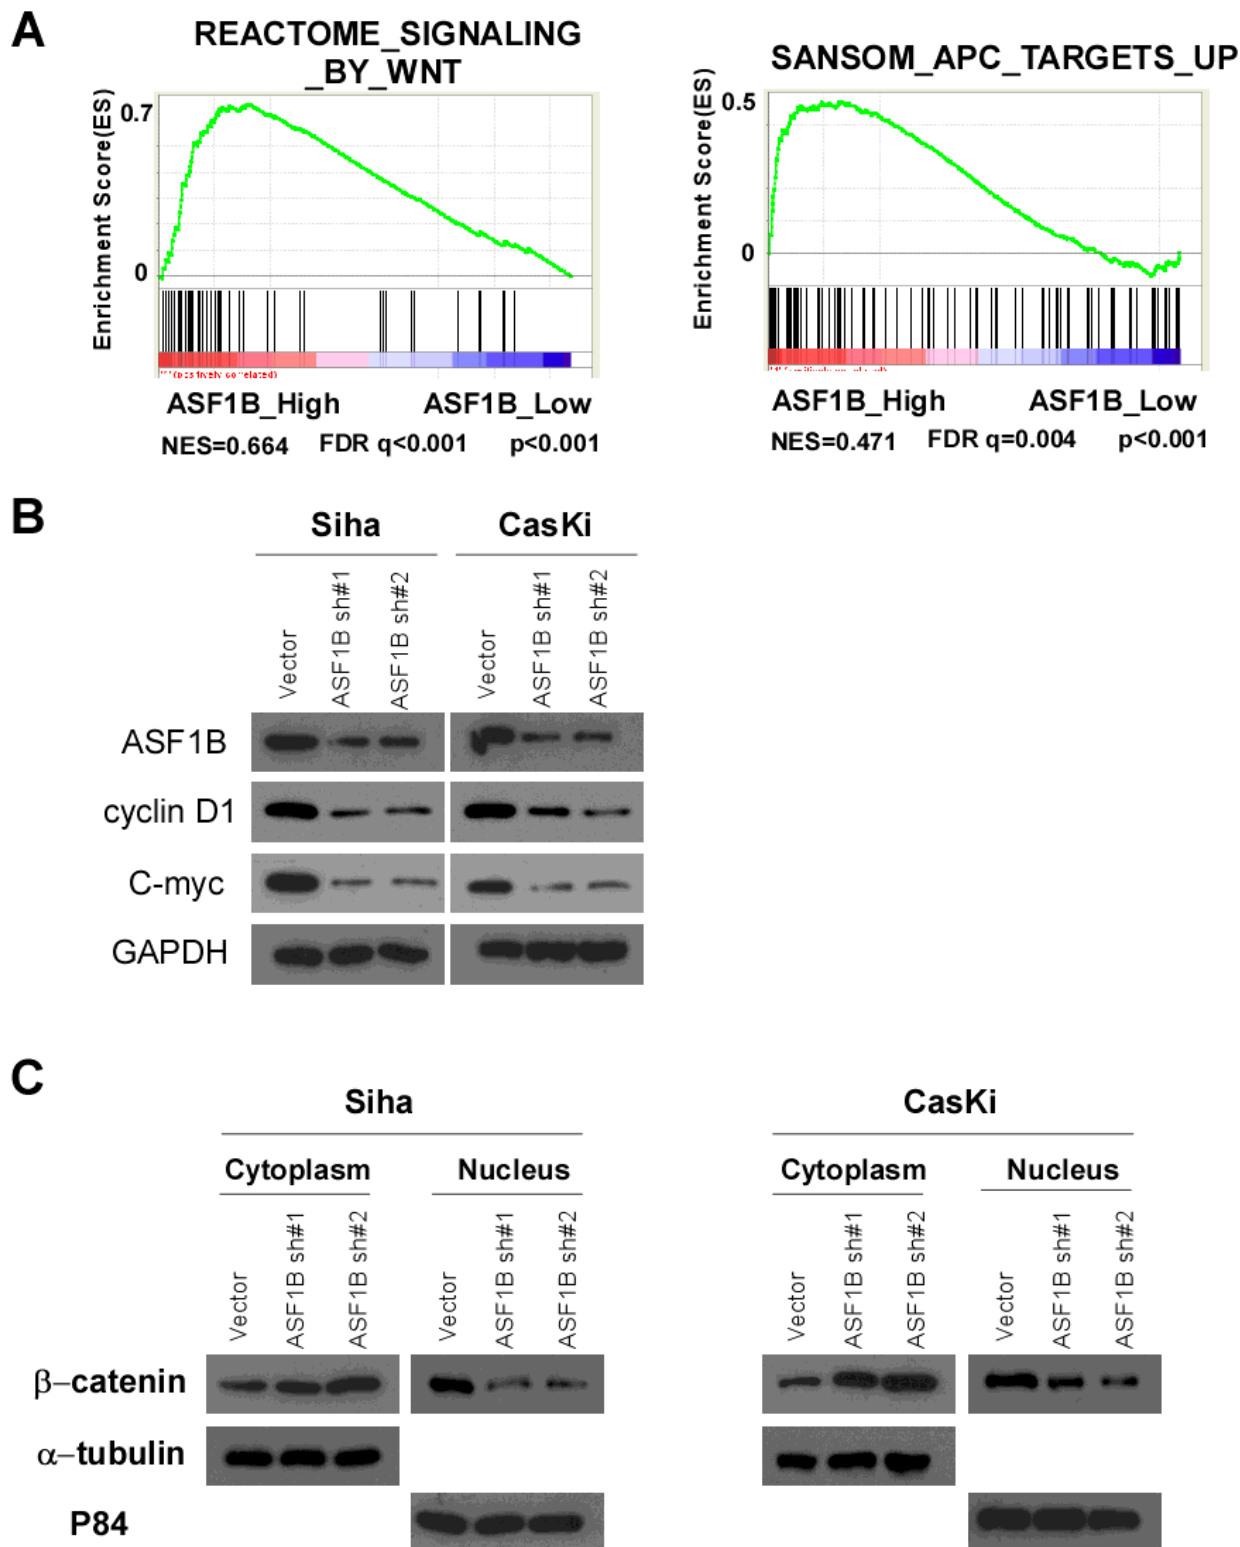 A
REACTOME_SIGNALING
_BY_WNT
Enrichment Score(ES)
0.7
0
ASF1B_High ASF1B_Low
NES=0.664 FDR q<0.001 p<0.001
SANSOM_APC_TARGETS_UP
Enrichment Score(ES)
0.5
0
ASF1B_High ASF1B_Low
NES=0.471 FDR q=0.004 p<0.001
B
Siha CasKi
Vector ASF1B sh#1 ASF1B sh#2 Vector ASF1B sh#1 ASF1B sh#2
ASF1B
cyclin D1
C-myc
GAPDH
C
Siha CasKi
Cytoplasm Nucleus Cytoplasm Nucleus
Vector ASF1B sh#1 ASF1B sh#2 Vector ASF1B sh#1 ASF1B sh#2 Vector ASF1B sh#1 ASF1B sh#2 Vector ASF1B sh#1 ASF1B sh#2
β–catenin
α–tubulin
P84